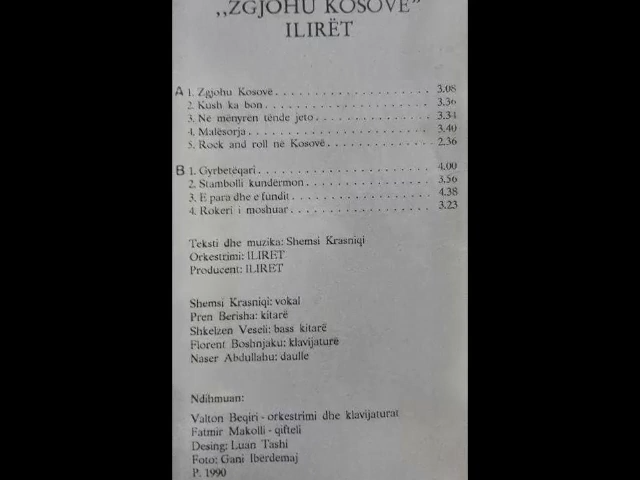 ,,ZGJOHU KOSOVË"
ILIRËT
A 1. Zgjohu Kosovë . . . . . . . . . . . . . . . . . . . . 3.08
2. Kush ka bon . . . . . . . . . . . . . . . . . . . . . 3.36
3. Në mënyrën tënde jeto . . . . . . . . . . . . . . . 3.34
4. Malësorja . . . . . . . . . . . . . . . . . . . . . . . 3.40
5. Rock and roll në Kosovë . . . . . . . . . . . . . . 2.36
B 1. Gyrbetëqari . . . . . . . . . . . . . . . . . . . . . 4.00
2. Stambolli kundërmon . . . . . . . . . . . . . . . . 3.56
3. E para dhe e fundit . . . . . . . . . . . . . . . . . 4.38
4. Rokeri i moshuar . . . . . . . . . . . . . . . . . . 3.23
Teksti dhe muzika: Shemsi Krasniqi
Orkestrimi: ILIRËT
Producent: ILIRËT
Shemsi Krasniqi: vokal
Pren Berisha: kitarë
Shkelzen Veseli: bass kitarë
Florent Boshnjaku: klavijaturë
Naser Abdullahu: daulle
Ndihmuan:
Valton Beqiri - orkestrimi dhe klavijaturat
Fatmir Makolli - qifteli
Desing: Luan Tashi
Foto: Gani Iberdemaj
P. 1990